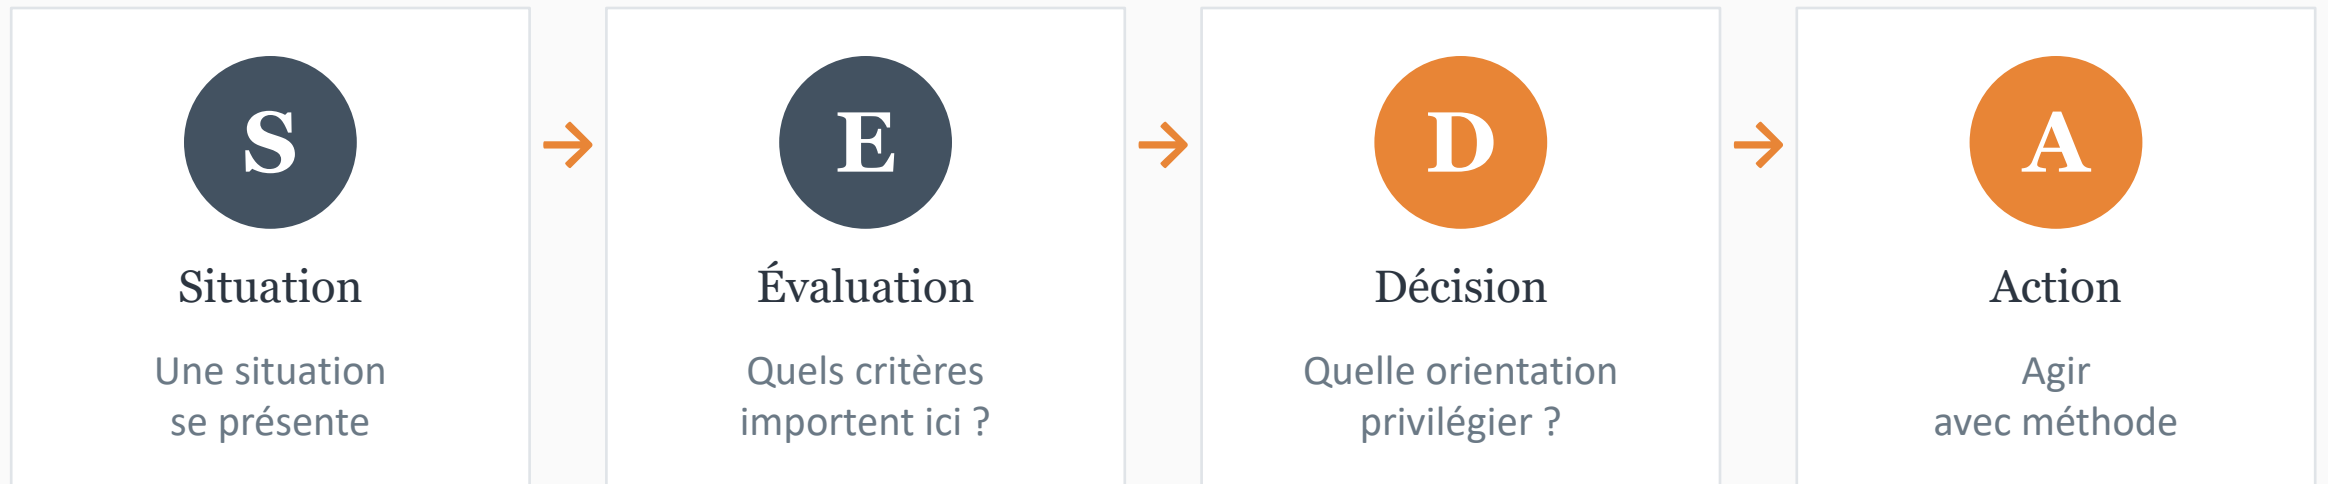 S
Situation
Une situation
se présente
E
Évaluation
Quels critères
importent ici ?
D
Décision
Quelle orientation
privilégier ?
A
Action
Agir
avec méthode